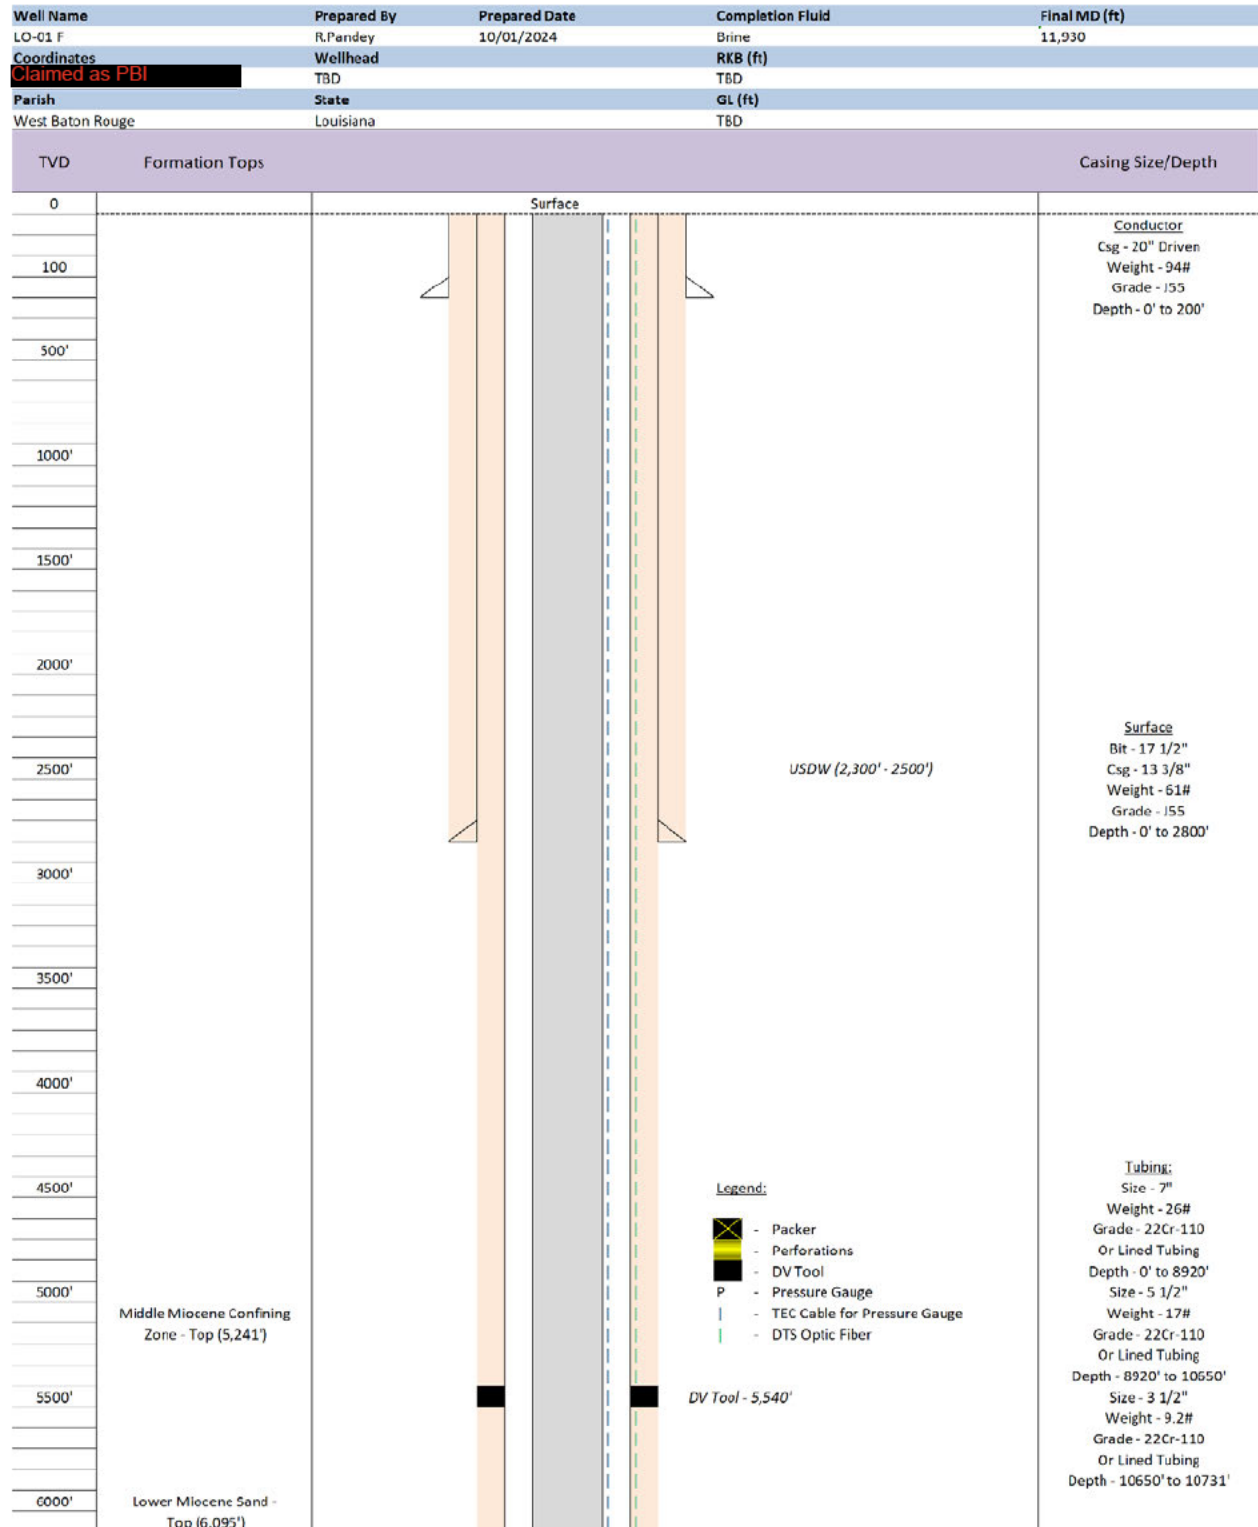 Well Name Prepared By Prepared Date Completion Fluid Final MD (ft)
LO-01 F R.Pandey 10/01/2024 Brine 11,930
Coordinates Wellhead RKB (ft)
Claimed as PBI TBD TBD
Parish State GL (ft)
West Baton Rouge Louisiana TBD
TVD Formation Tops Casing Size/Depth
0 Surface
Conductor
Csg - 20" Driven
100 Weight - 94#
Grade - J55
Depth - 0' to 200'
500'
1000'
1500'
2000'
Surface
Bit - 17 1/2"
2500' USDW (2,300' - 2500') Csg - 13 3/8"
Weight - 61#
Grade - J55
Depth - 0' to 2800'
3000'
3500'
4000'
Tubing:
4500' Legend: Size - 7"
Weight - 26#
- Packer Grade - 22Cr-110
- Perforations Or Lined Tubing
- DV Tool Depth - 0' to 8920'
5000' P - Pressure Gauge Size - 5 1/2"
Middle Miocene Confining - TEC Cable for Pressure Gauge Weight - 17#
Zone - Top (5,241') - DTS Optic Fiber Grade - 22Cr-110
Or Lined Tubing
Depth - 8920' to 10650'
5500' DV Tool - 5,540' Size - 3 1/2"
Weight - 9.2#
Grade - 22Cr-110
Or Lined Tubing
Depth - 10650' to 10731'
6000' Lower Miocene Sand -
Top (6,095')